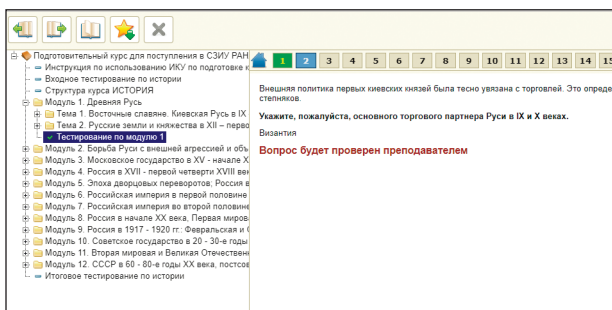 Подготовительный курс для поступления в СЗИУ РАН
Инструкция по использованию ИКУ по подготовке к
Входное тестирование по истории
Структура курса ИСТОРИЯ
Модуль 1. Древняя Русь
Тема 1. Восточные славяне. Киевская Русь в IX
Тема 2. Русские земли и княжества в XII – перво
Тестирование по модулю 1
Модуль 2. Борьба Руси с внешней агрессией и объ
Модуль 3. Московское государство в XV - начале X
Модуль 4. Россия в XVII - первой четверти XVIII век
Модуль 5. Эпоха дворцовых переворотов; Россия в
Модуль 6. Российская империя в первой половине
Модуль 7. Российская империя во второй половине
Модуль 8. Россия в начале XX века, Первая миров
Модуль 9. Россия в 1917 - 1920 гг.: Февральская и
Модуль 10. Советское государство в 20 - 30-е годы
Модуль 11. Вторая мировая и Великая Отечествен
Модуль 12. СССР в 60 - 80-е годы XX века, постсов
Итоговое тестирование по истории
1 2 3 4 5 6 7 8 9 10 11 12 13 14 15
Внешняя политика первых киевских князей была тесно увязана с торговлей. Это опреде
степняков.
Укажите, пожалуйста, основного торгового партнера Руси в IX и X веках.
Византия
Вопрос будет проверен преподавателем